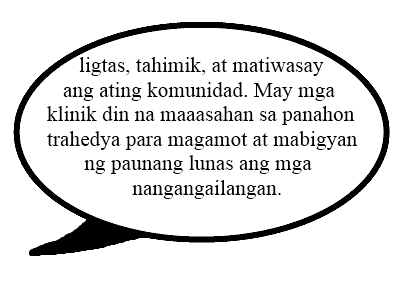 ligtas, tahimik, at matiwasay
ang ating komunidad. May mga
klinik din na maaasahan sa panahon
trahedya para magamot at mabigyan
ng paunang lunas ang mga
nangangailangan.